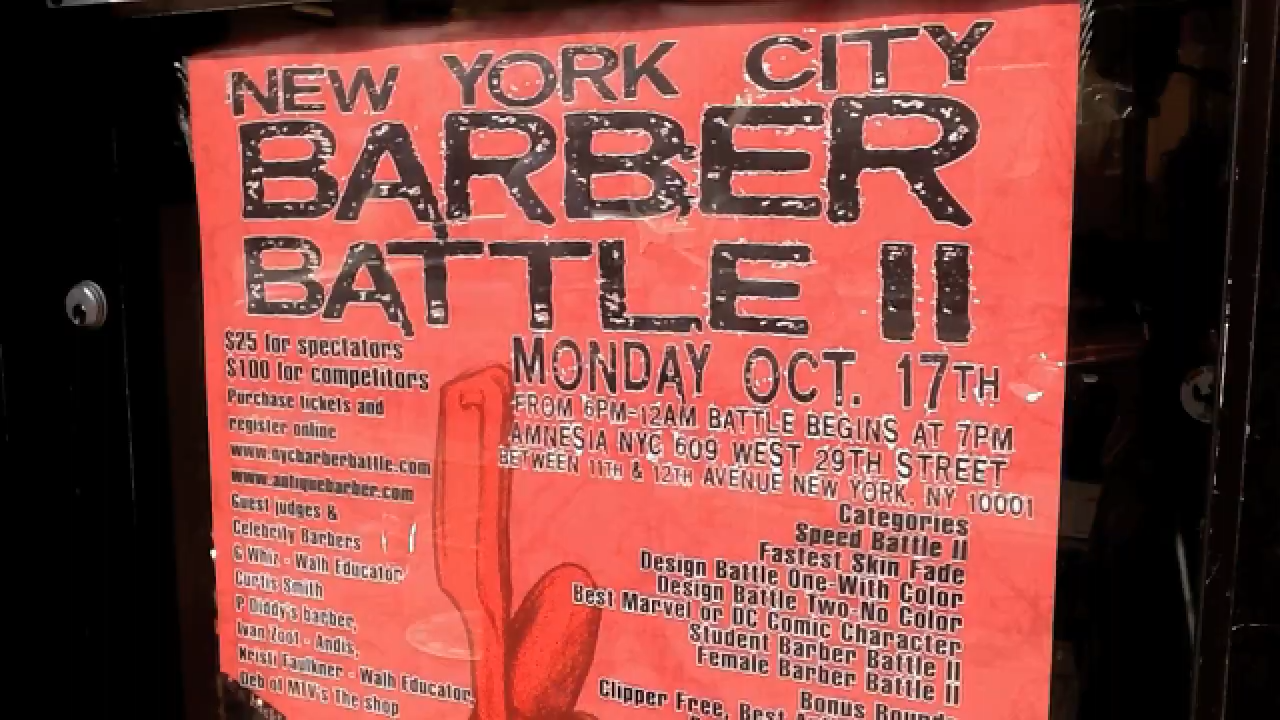 NEW YORK CITY
BARBER
BATTLE II
$25 for spectators
$100 for competitors
Purchase tickets and
register online
www.nycbarberbattle.com
www.antiquebarber.com
Guest judges &
Celebrity Barbers
G Whiz - Walh Educator
Curtis Smith
P Diddy's barber,
Ivan Zoot - Andis,
Kristi Faulkner - Walh Educator,
Deb of MTV's The shop
MONDAY OCT. 17TH
FROM 6PM-12AM BATTLE BEGINS AT 7PM
AMNESIA NYC 609 WEST 29TH STREET
BETWEEN 11TH & 12TH AVENUE NEW YORK, NY 10001
Categories
Speed Battle II
Fastest Skin Fade
Design Battle One-With Color
Design Battle Two-No Color
Best Marvel or DC Comic Character
Student Barber Battle II
Female Barber Battle II
Bonus Rounds
Clipper Free, Best